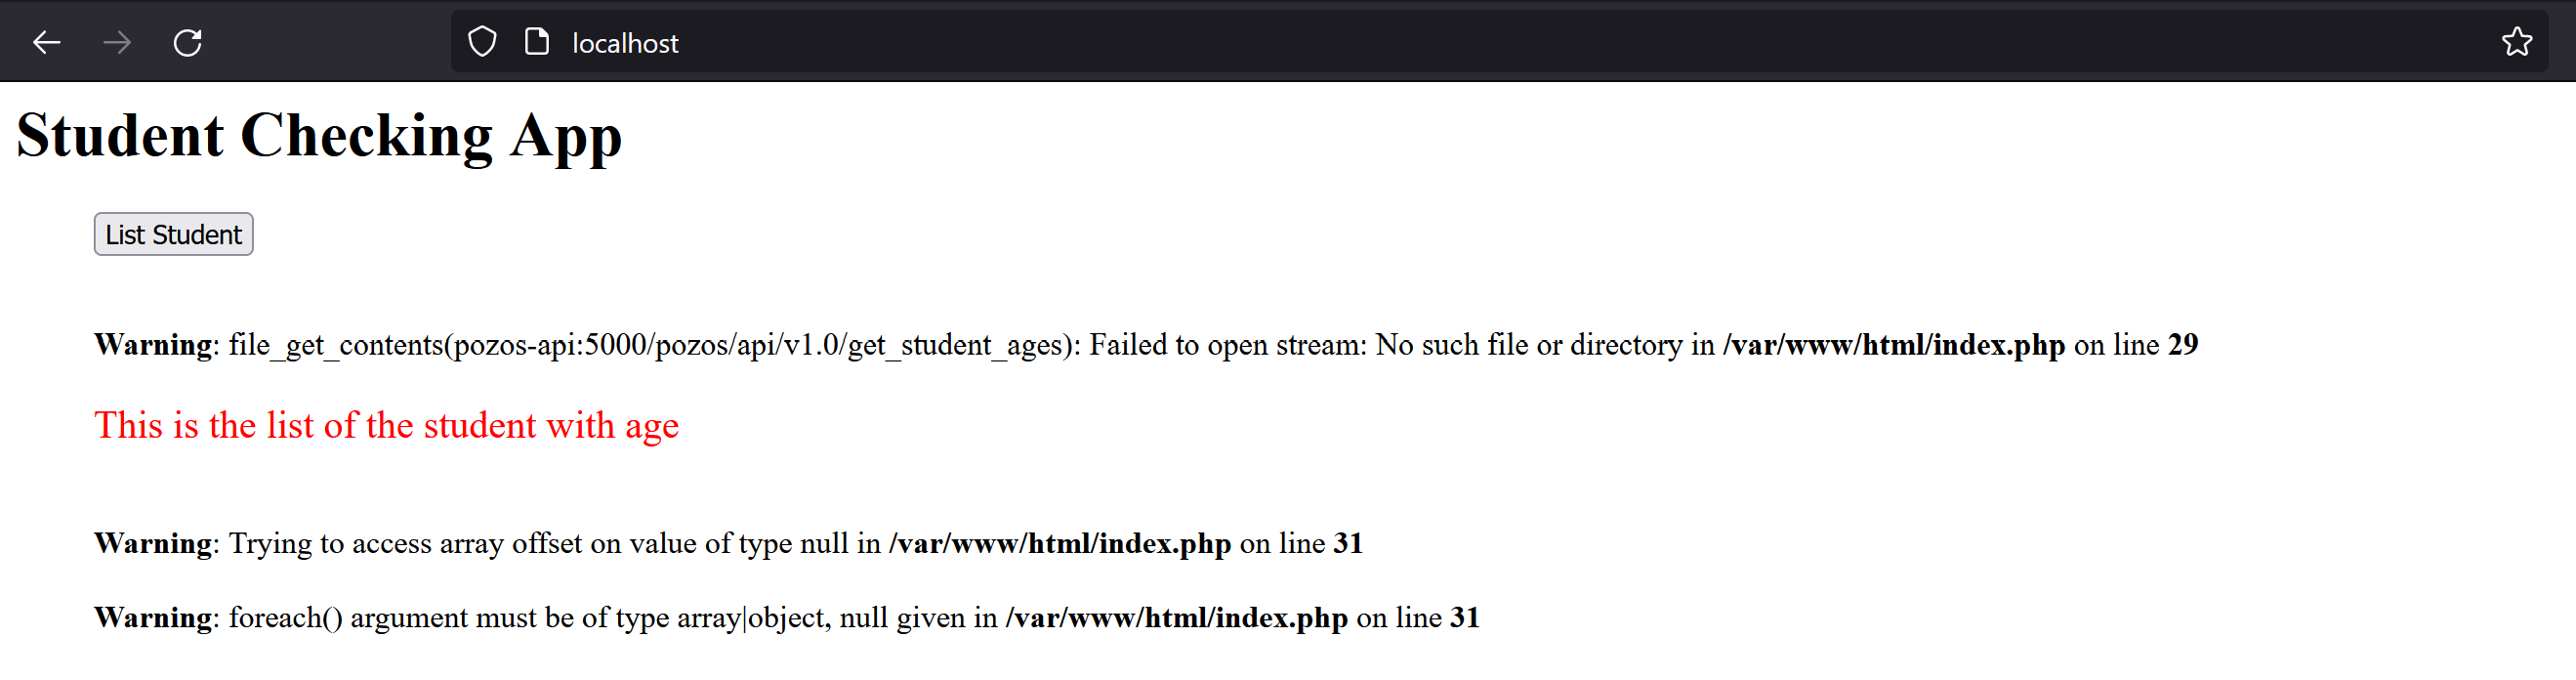 localhost
Student Checking App
List Student
Warning: file_get_contents(pozos-api:5000/pozos/api/v1.0/get_student_ages): Failed to open stream: No such file or directory in /var/www/html/index.php on line 29
This is the list of the student with age
Warning: Trying to access array offset on value of type null in /var/www/html/index.php on line 31
Warning: foreach() argument must be of type array|object, null given in /var/www/html/index.php on line 31